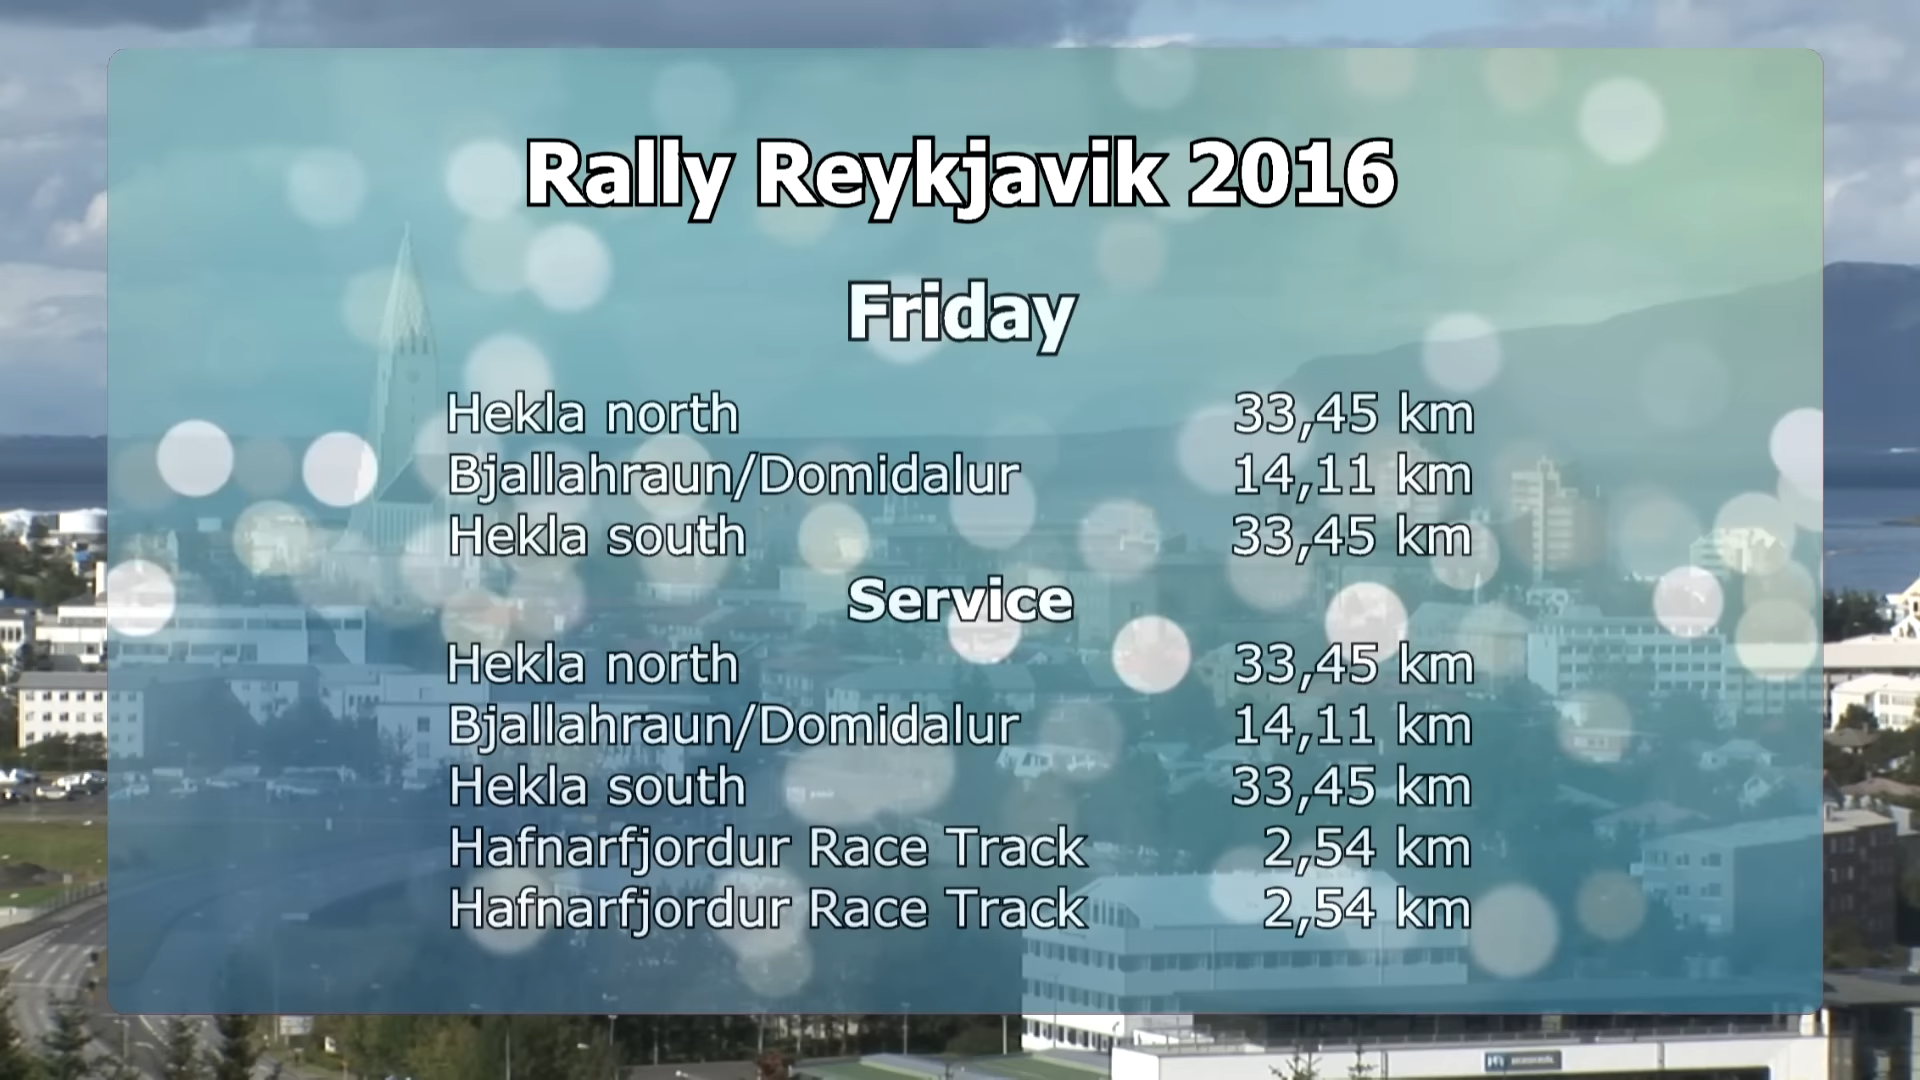 Rally Reykjavik 2016
Friday
Hekla north 33,45 km
Bjallahraun/Domidalur 14,11 km
Hekla south 33,45 km
Service
Hekla north 33,45 km
Bjallahraun/Domidalur 14,11 km
Hekla south 33,45 km
Hafnarfjordur Race Track 2,54 km
Hafnarfjordur Race Track 2,54 km